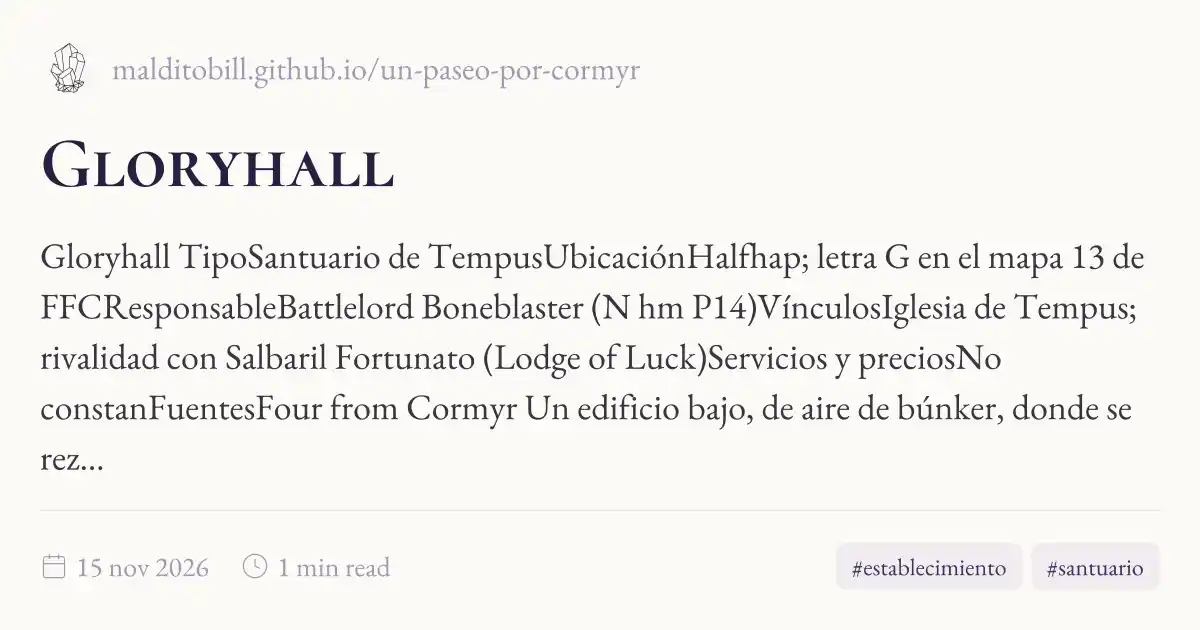 malditobill.github.io/un-paseo-por-cormyr
Gloryhall
Gloryhall TipoSantuario de TempusUbicaciónHalfhap; letra G en el mapa 13 de
FFCResponsableBattlelord Boneblaster (N hm P14)VínculosIglesia de Tempus;
rivalidad con Salbaril Fortunato (Lodge of Luck)Servicios y preciosNo
constanFuentesFour from Cormyr Un edificio bajo, de aire de búnker, donde se
rez...
15 nov 2026 1 min read #establecimiento #santuario